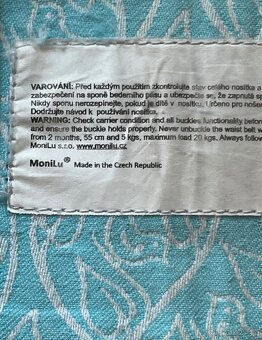 VAROVÁNÍ: Před každým použitím zkontrolujte stav celého nosítka a
zabezpečení na sponě bederního pásu a ubezpečte se, že zapnutá s
Nikdy sponu nerozepínejte, pokud je dítě v nosítku. Určeno pro nošen
Dodržujte návod k používání nosítka.
WARNING: Check carrier condition and all buckles functionality before
and ensure the buckle holds properly. Never unbuckle the waist belt w
from 2 months, 55 cm and 5 kgs, maximum load 20 kgs. Always follow
MoniLu s.r.o. www.monilu.cz
MoniLu® Made in the Czech Republic